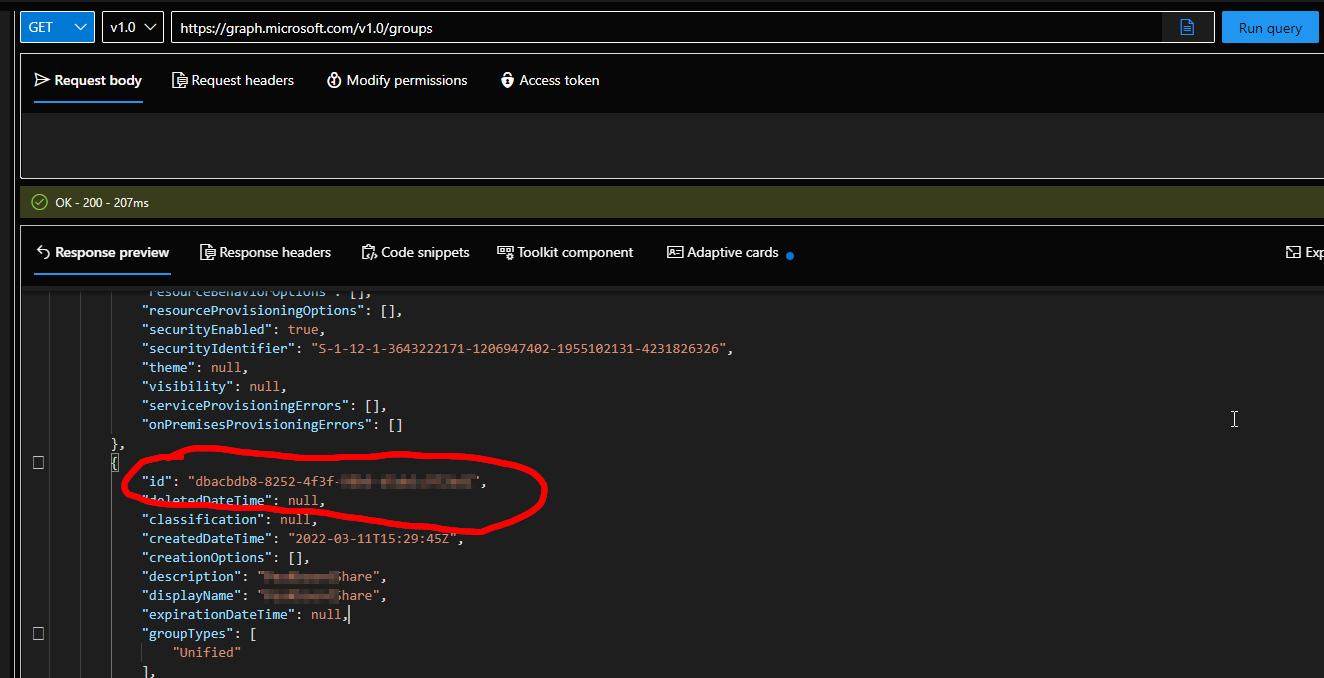 GET v1.0 https://graph.microsoft.com/v1.0/groups Run query
Request body Request headers Modify permissions Access token
OK - 200 - 207ms
Response preview Response headers Code snippets Toolkit component Adaptive cards Exp
"resourceBehaviorOptions": [],
"resourceProvisioningOptions": [],
"securityEnabled": true,
"securityIdentifier": "S-1-12-1-3643222171-1206947402-1955102131-4231826326",
"theme": null,
"visibility": null,
"serviceProvisioningErrors": [],
"onPremisesProvisioningErrors": []
},
{
"id": "dbacbdb8-8252-4f3f- ",
"deletedDateTime": null,
"classification": null,
"createdDateTime": "2022-03-11T15:29:45Z",
"creationOptions": [],
"description": " Share",
"displayName": " Share",
"expirationDateTime": null,
"groupTypes": [
"Unified"
],